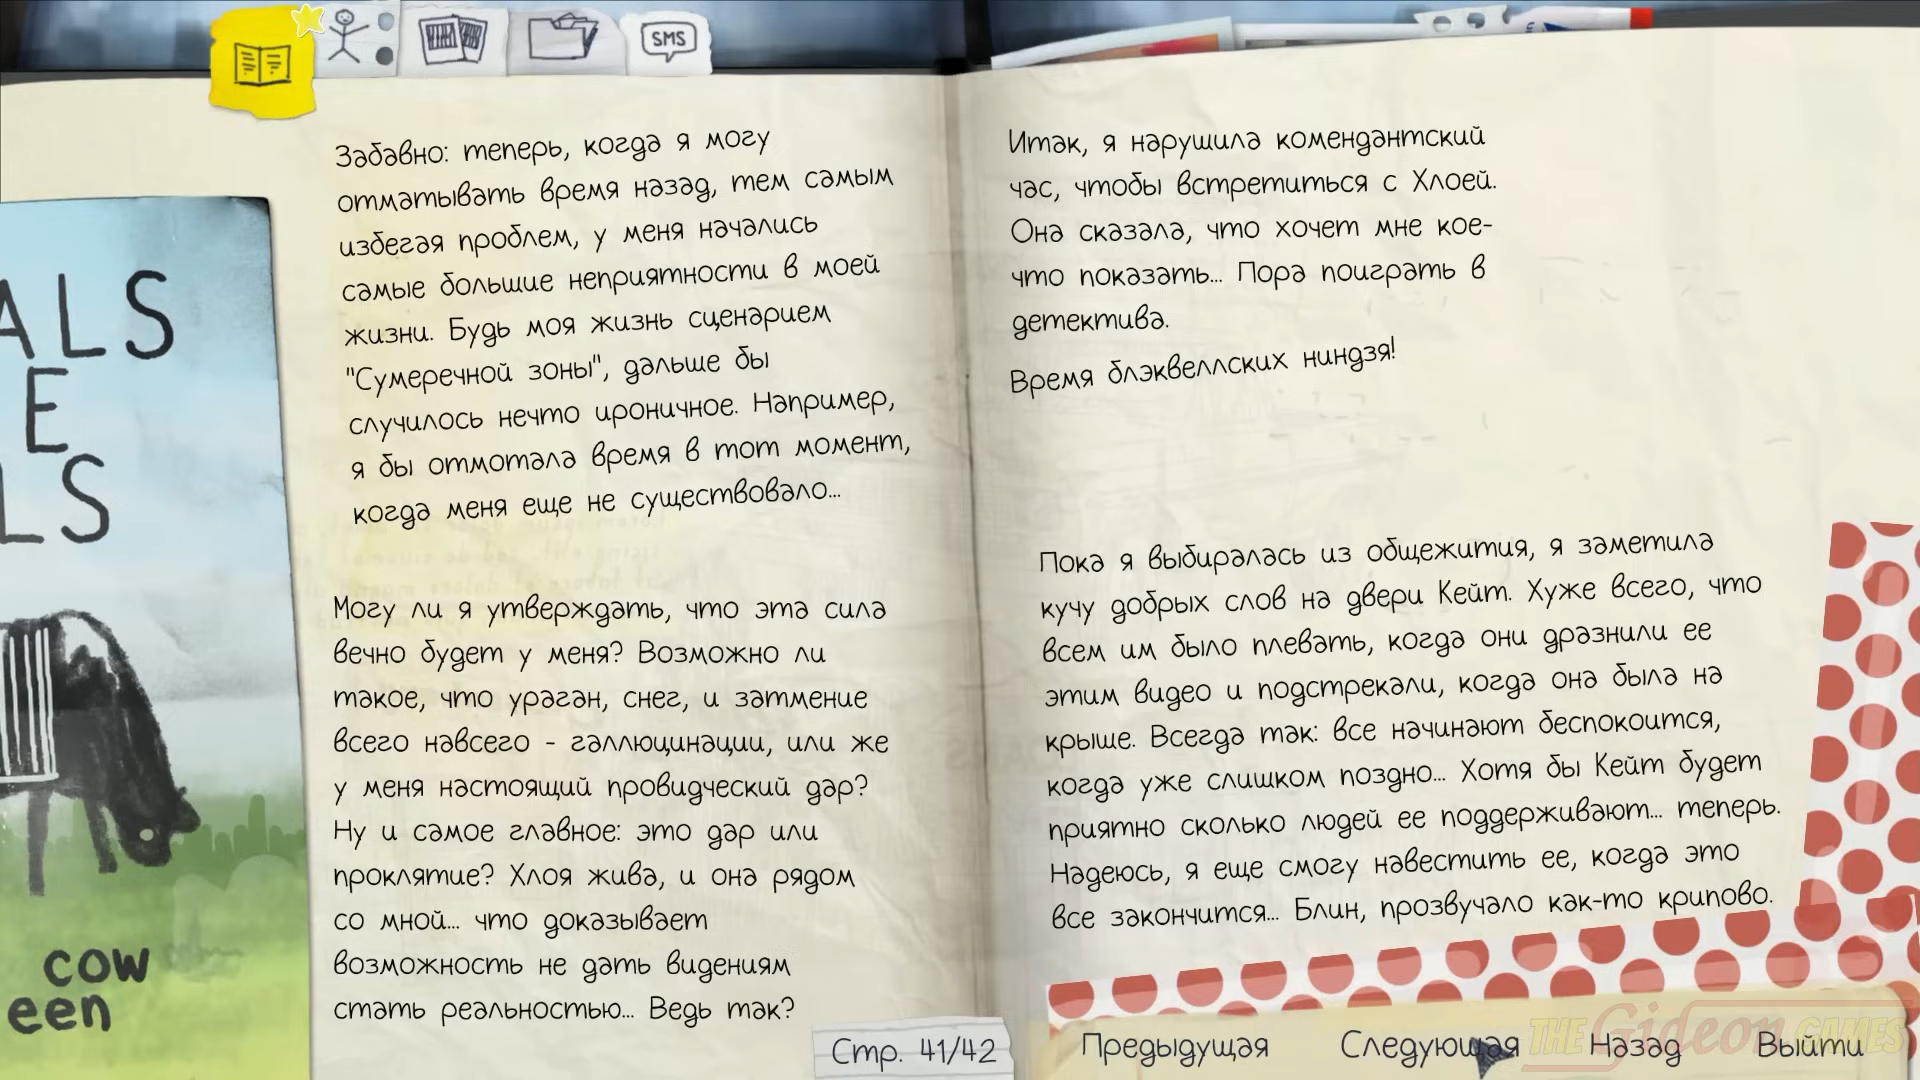 SMS
ALS
E
LS
cow
een
Забавно: теперь, когда я могу
отматывать время назад, тем самым
избегая проблем, у меня начались
самые большие неприятности в моей
жизни. Будь моя жизнь сценарием
"Сумеречной зоны", дальше бы
случилось нечто ироничное. Например,
я бы отмотала время в тот момент,
когда меня еще не существовало...
Могу ли я утверждать, что эта сила
вечно будет у меня? Возможно ли
такое, что ураган, снег, и затмение
всего навсего - галлюцинации, или же
у меня настоящий провидческий дар?
Ну и самое главное: это дар или
проклятие? Хлоя жива, и она рядом
со мной... что доказывает
возможность не дать видениям
стать реальностью... Ведь так?
Итак, я нарушила комендантский
час, чтобы встретиться с Хлоей.
Она сказала, что хочет мне кое-
что показать... Пора поиграть в
детектива.
Время блэквеллских ниндзя!
Пока я выбиралась из общежития, я заметила
кучу добрых слов на двери Кейт. Хуже всего, что
всем им было плевать, когда они дразнили ее
этим видео и подстрекали, когда она была на
крыше. Всегда так: все начинают беспокоится,
когда уже слишком поздно... Хотя бы Кейт будет
приятно сколько людей ее поддерживают... теперь.
Надеюсь, я еще смогу навестить ее, когда это
все закончится... Блин, прозвучало как-то крипово.
Стр. 41/42
Предыдущая Следующая Назад Выйти
THE Gideon GAMES